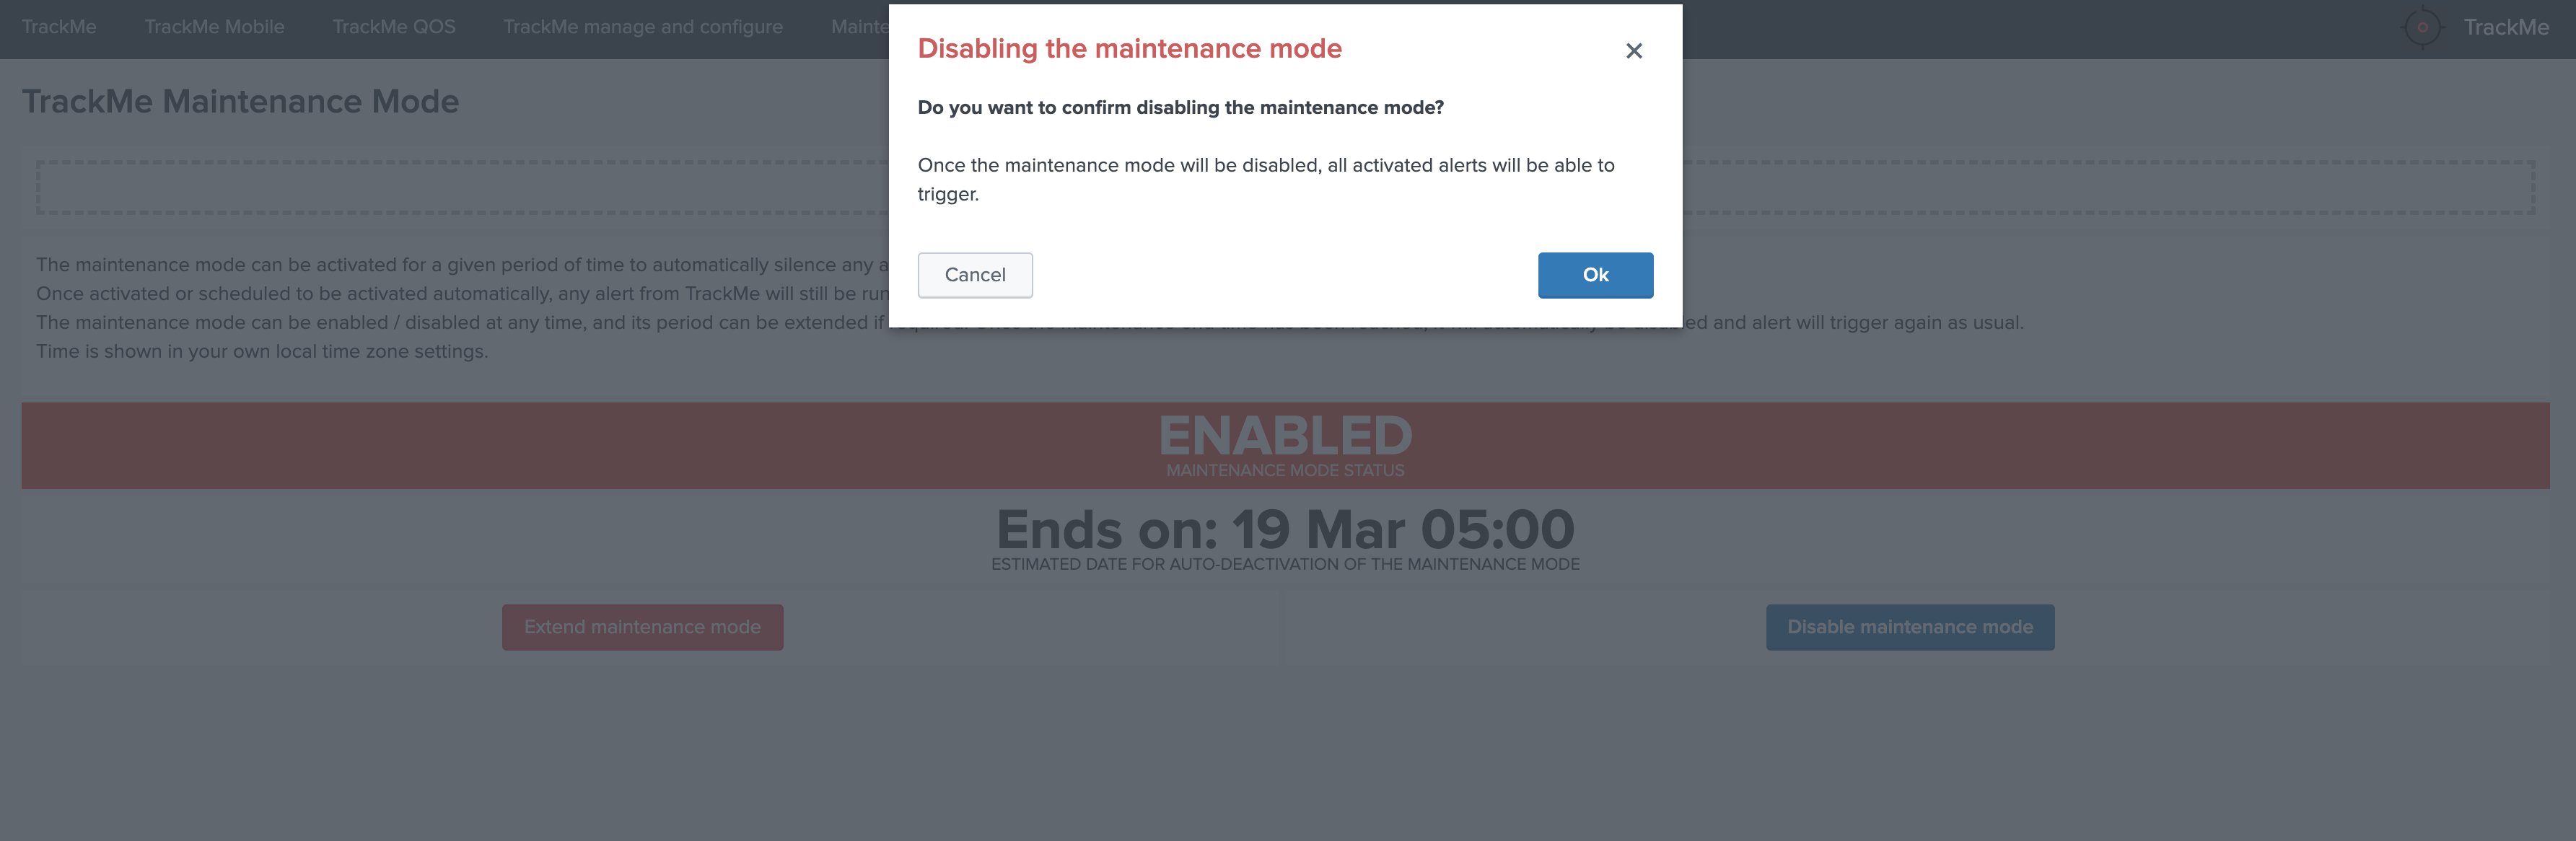 TrackMe TrackMe Mobile TrackMe QOS TrackMe manage and configure Mainte TrackMe
Disabling the maintenance mode ×
TrackMe Maintenance Mode
Do you want to confirm disabling the maintenance mode?
Once the maintenance mode will be disabled, all activated alerts will be able to
trigger.
Cancel Ok
The maintenance mode can be activated for a given period of time to automatically silence any a
Once activated or scheduled to be activated automatically, any alert from TrackMe will still be run
The maintenance mode can be enabled / disabled at any time, and its period can be extended if ed and alert will trigger again as usual.
Time is shown in your own local time zone settings.
ENABLED
MAINTENANCE MODE STATUS
Ends on: 19 Mar 05:00
ESTIMATED DATE FOR AUTO-DEACTIVATION OF THE MAINTENANCE MODE
Extend maintenance mode Disable maintenance mode